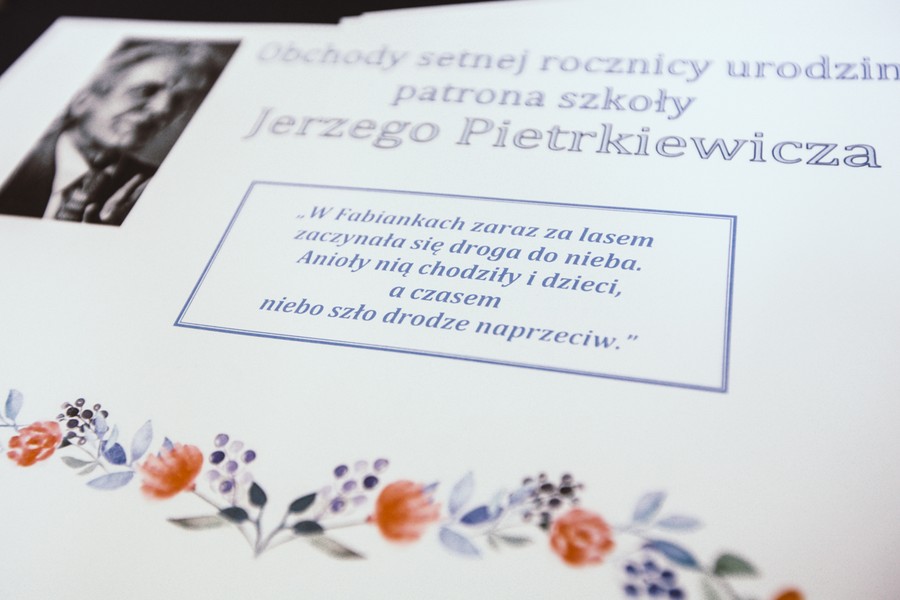 Obchody setnej rocznicy urodzin
patrona szkoły
Jerzego Pietrkiewicza
„W Fabiankach zaraz za lasem
zaczynała się droga do nieba.
Anioły nią chodziły i dzieci,
a czasem
niebo szło drodze naprzeciw.”